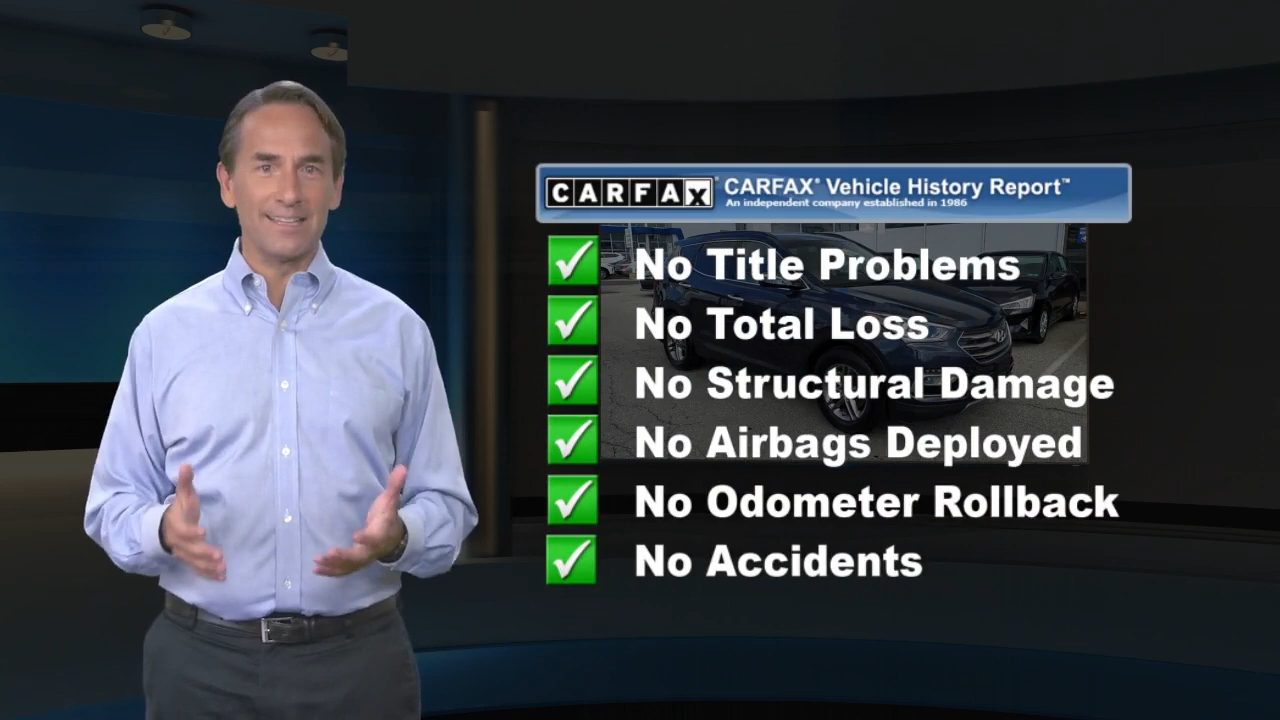 CARFAX® CARFAX® Vehicle History Report™
An independent company established in 1986
No Title Problems
No Total Loss
No Structural Damage
No Airbags Deployed
No Odometer Rollback
No Accidents